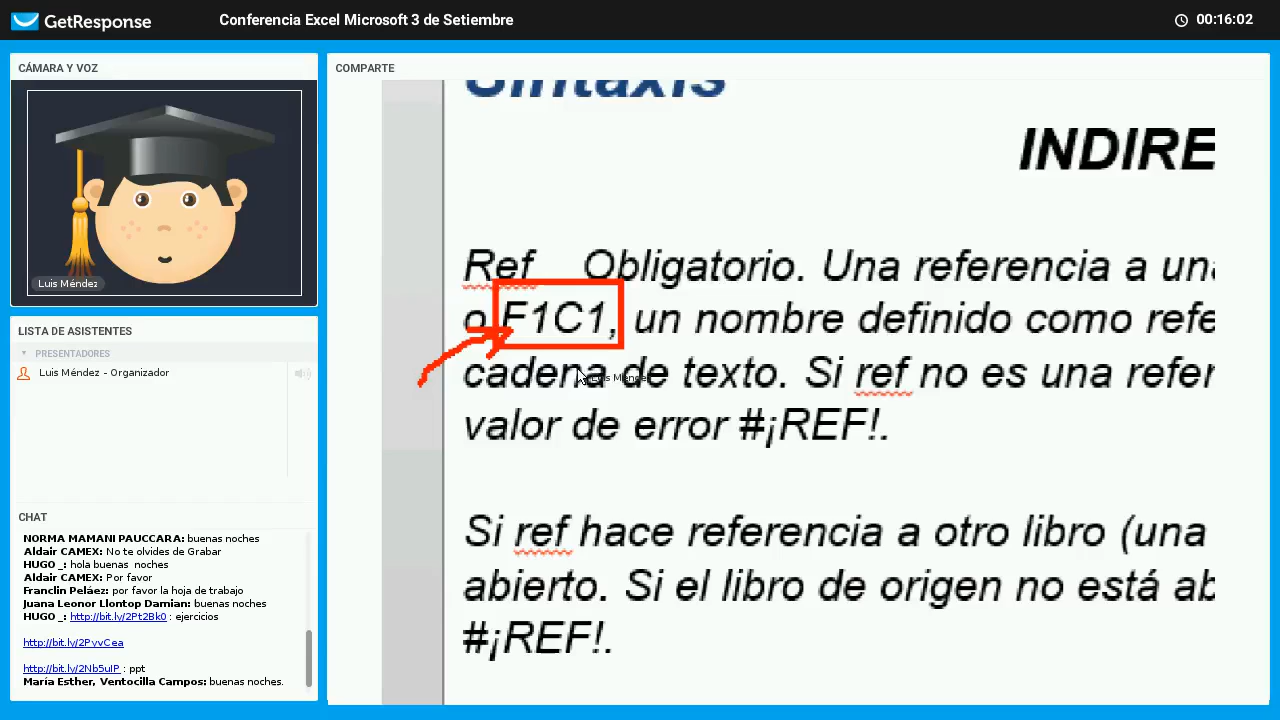 GetResponse
Conferencia Excel Microsoft 3 de Setiembre
00:16:02
CÁMARA Y VOZ
Luis Méndez
LISTA DE ASISTENTES
PRESENTADORES
Luis Méndez - Organizador
CHAT
NORMA MAMANI PAUCCARA: buenas noches
Aldair CAMEX: No te olvides de Grabar
HUGO _: hola buenas noches
Aldair CAMEX: Por favor
Franclin Peláez: por favor la hoja de trabajo
Juana Leonor Llontop Damian: buenas noches
HUGO _: http://bit.ly/2Pt2Bk0 : ejercicios
http://bit.ly/2PyvCea
http://bit.ly/2Nb5uIP : ppt
María Esther, Ventocilla Campos: buenas noches.
COMPARTE
Sintaxis
INDIRE
Ref Obligatorio. Una referencia a una
o F1C1, un nombre definido como refe
cadena de texto. Si ref no es una refer
Luis Méndez
valor de error #¡REF!.
Si ref hace referencia a otro libro (una
abierto. Si el libro de origen no está ab
#¡REF!.